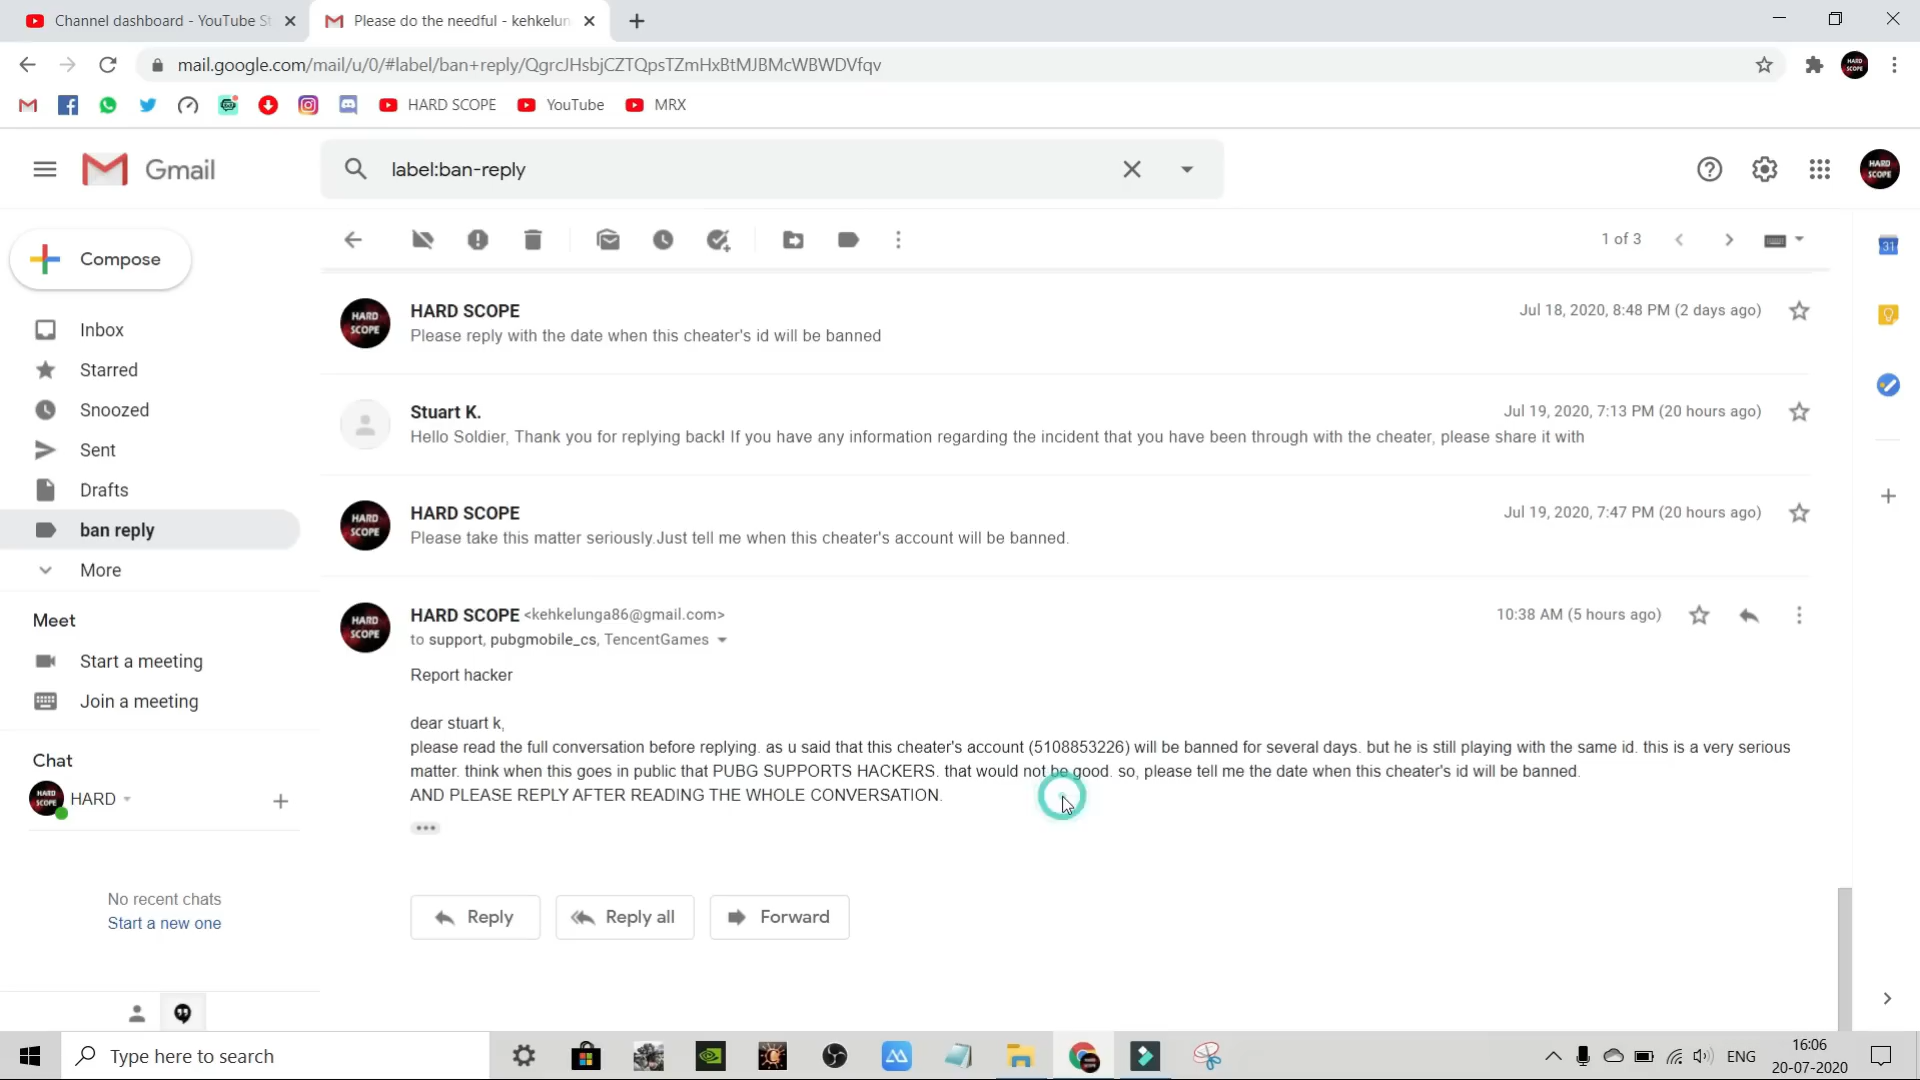 Channel dashboard - YouTube St
Please do the needful - kehkelun
mail.google.com/mail/u/0/#label/ban+reply/QgrcJHsbjCZTQpsTZmHxBtMJBMcWBWDVfqv
HARD SCOPE
YouTube
MRX
Gmail
label:ban-reply
HARD SCOPE
Compose
1 of 3
31
Inbox
Starred
Snoozed
Sent
Drafts
ban reply
More
Meet
Start a meeting
Join a meeting
Chat
HARD
No recent chats
Start a new one
HARD SCOPE
Jul 18, 2020, 8:48 PM (2 days ago)
Please reply with the date when this cheater's id will be banned
Stuart K.
Jul 19, 2020, 7:13 PM (20 hours ago)
Hello Soldier, Thank you for replying back! If you have any information regarding the incident that you have been through with the cheater, please share it with
HARD SCOPE
Jul 19, 2020, 7:47 PM (20 hours ago)
Please take this matter seriously.Just tell me when this cheater's account will be banned.
HARD SCOPE <kehkelunga86@gmail.com>
10:38 AM (5 hours ago)
to support, pubgmobile_cs, TencentGames
Report hacker
dear stuart k,
please read the full conversation before replying. as u said that this cheater's account (5108853226) will be banned for several days. but he is still playing with the same id. this is a very serious
matter. think when this goes in public that PUBG SUPPORTS HACKERS. that would not be good. so, please tell me the date when this cheater's id will be banned.
AND PLEASE REPLY AFTER READING THE WHOLE CONVERSATION.
Reply
Reply all
Forward
Type here to search
ENG
16:06
20-07-2020